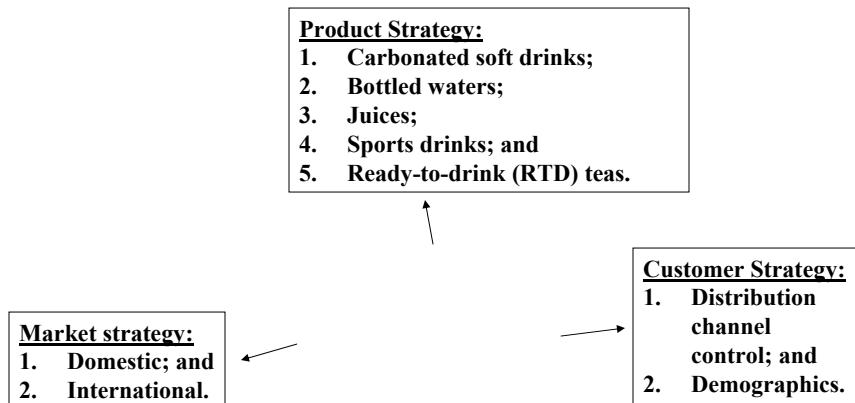 Product Strategy:
1. Carbonated soft drinks;
2. Bottled waters;
3. Juices;
4. Sports drinks; and
5. Ready-to-drink (RTD) teas.
Customer Strategy:
1. Distribution
channel
control; and
2. Demographics.
Market strategy:
1. Domestic; and
2. International.